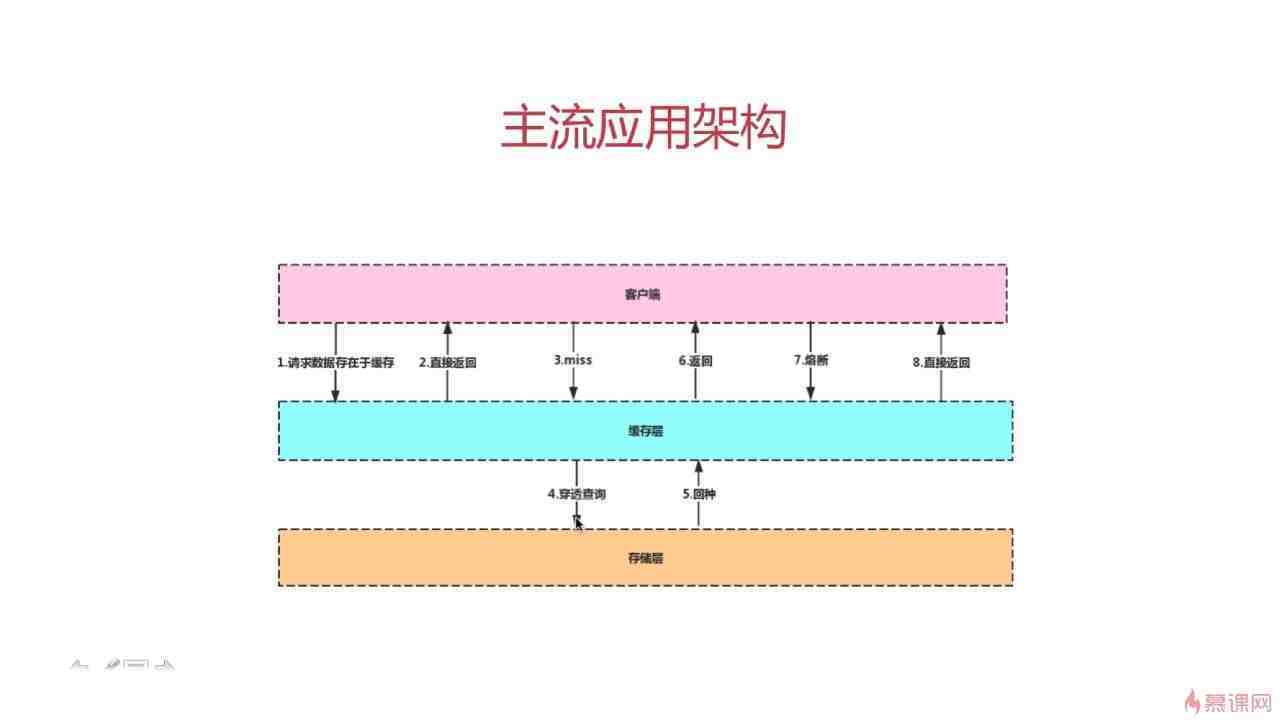 主流应用架构
客户端
1.请求数据存在于缓存
2.直接返回
3.miss
6.返回
7.熔断
8.直接返回
缓存层
4.穿透查询
5.回种
存储层
慕课网